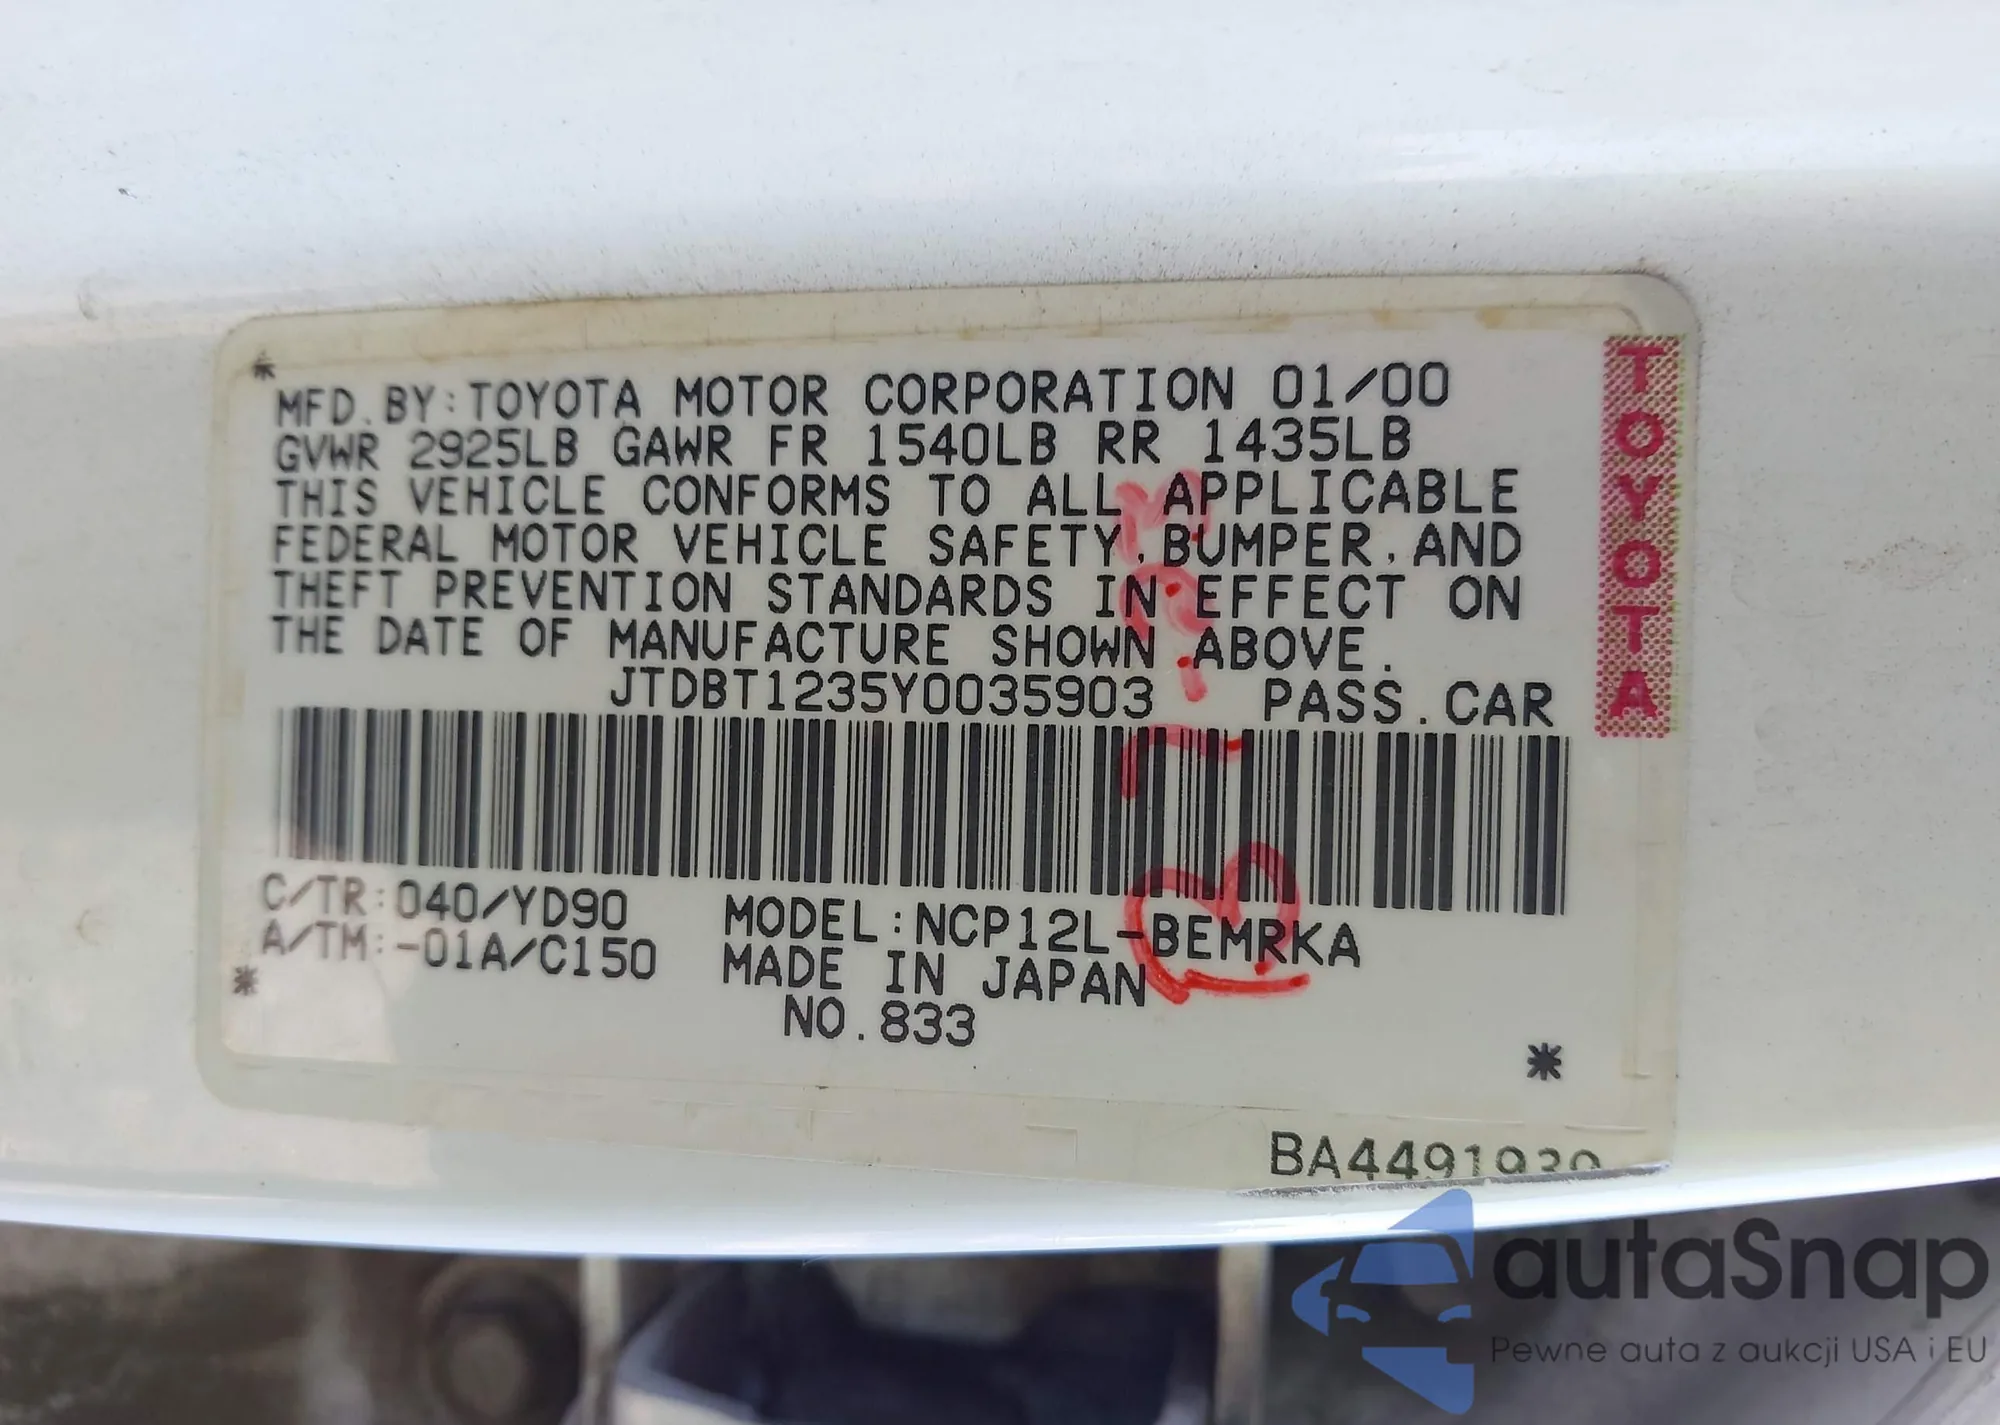 *
MFD. BY: TOYOTA MOTOR CORPORATION 01/00
GVWR 2925LB GAWR FR 1540LB RR 1435LB
THIS VEHICLE CONFORMS TO ALL APPLICABLE
FEDERAL MOTOR VEHICLE SAFETY, BUMPER, AND
THEFT PREVENTION STANDARDS IN EFFECT ON
THE DATE OF MANUFACTURE SHOWN ABOVE.
JTDBT1235Y0035903 PASS. CAR
TOYOTA
C/TR: 040/YD90
A/TM: -01A/C150
*
MODEL: NCP12L-BEMRKA
MADE IN JAPAN
NO. 833
*
BA4491930
autaSnap
Pewne auta z aukcji USA i EU